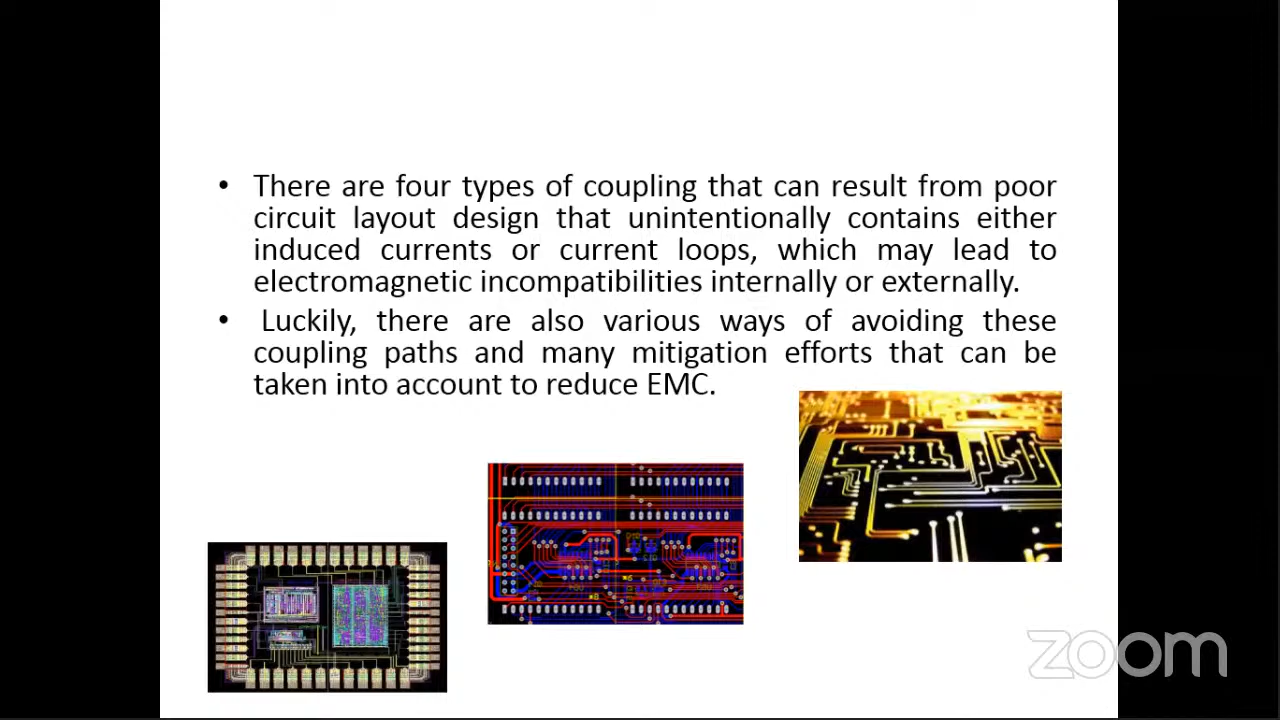 • There are four types of coupling that can result from poor
circuit layout design that unintentionally contains either
induced currents or current loops, which may lead to
electromagnetic incompatibilities internally or externally.
• Luckily, there are also various ways of avoiding these
coupling paths and many mitigation efforts that can be
taken into account to reduce EMC.
zoom